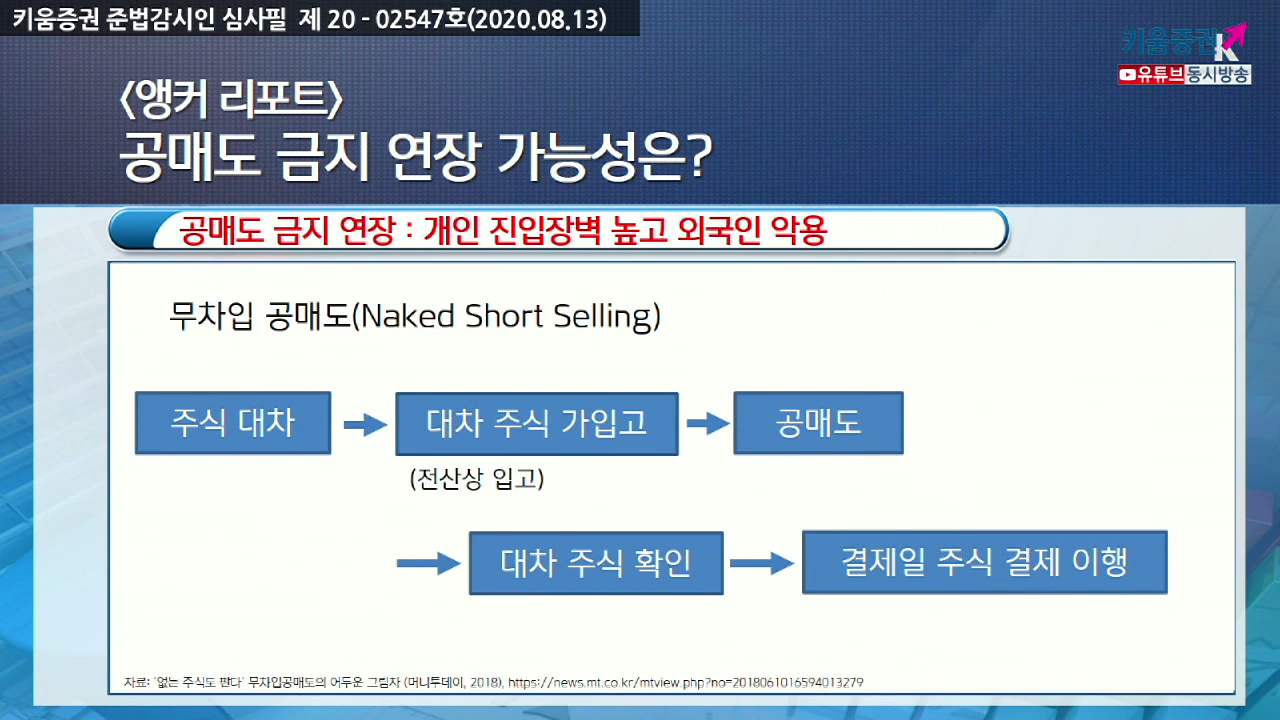 키움증권 준법감시인 심사필 제 20 - 02547호(2020.08.13)
키움증권
유튜브동시방송
<앵커 리포트>
공매도 금지 연장 가능성은?
공매도 금지 연장 : 개인 진입장벽 높고 외국인 악용
무차입 공매도(Naked Short Selling)
주식 대차
대차 주식 가입고
공매도
(전산상 입고)
대차 주식 확인
결제일 주식 결제 이행
자료: '없는 주식도 판다' 무차입공매도의 어두운 그림자 (머니투데이, 2018), https://news.mt.co.kr/mtview.php?no=2018061016594013279